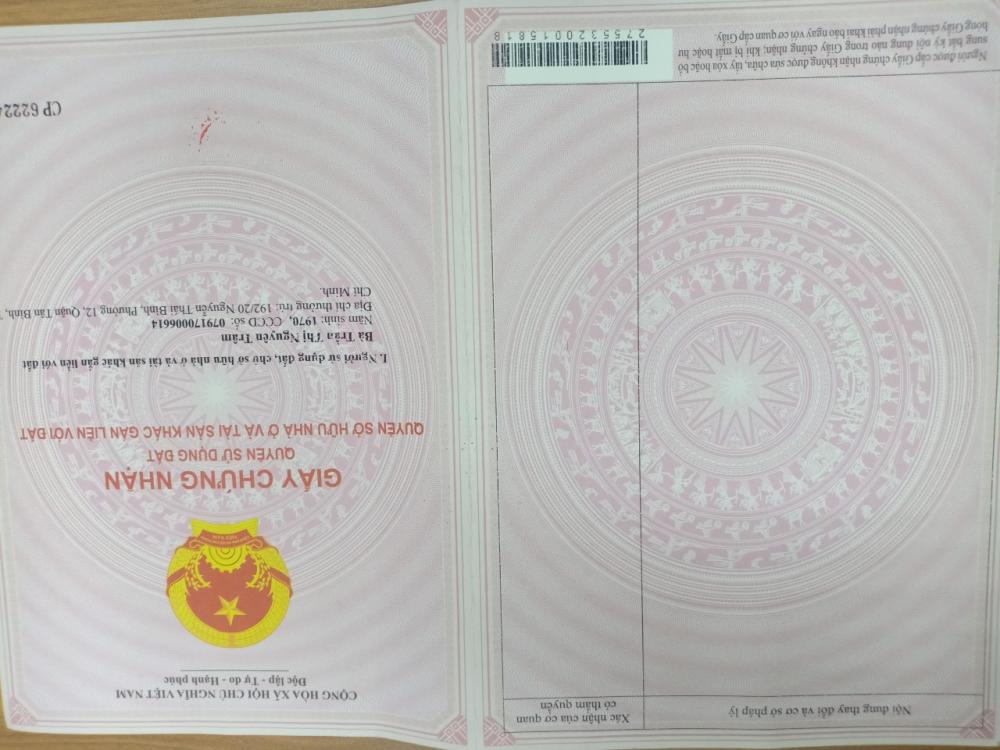 CỘNG HÒA XÃ HỘI CHỦ NGHĨA VIỆT NAM
Độc lập - Tự do - Hạnh phúc
GIẤY CHỨNG NHẬN
QUYỀN SỬ DỤNG ĐẤT
QUYỀN SỞ HỮU NHÀ Ở VÀ TÀI SẢN KHÁC GẮN LIỀN VỚI ĐẤT
I. Người sử dụng đất, chủ sở hữu nhà ở và tài sản khác gắn liền với đất
Bà Trần Thị Nguyên Trâm
Năm sinh: 1970, CCCD số: 079170006614
Địa chỉ thường trú: 192/20 Nguyễn Thái Bình, Phường 12, Quận Tân Bình,
Chí Minh.
CP 6222
Nội dung thay đổi và cơ sở pháp lý
Xác nhận của cơ quan
có thẩm quyền
Người được cấp Giấy chứng nhận không được sửa chữa, tẩy xóa hoặc bổ
sung bất kỳ nội dung nào trong Giấy chứng nhận; khi bị mất hoặc hư
hỏng Giấy chứng nhận phải khai báo ngay với cơ quan cấp Giấy.
2755320015818